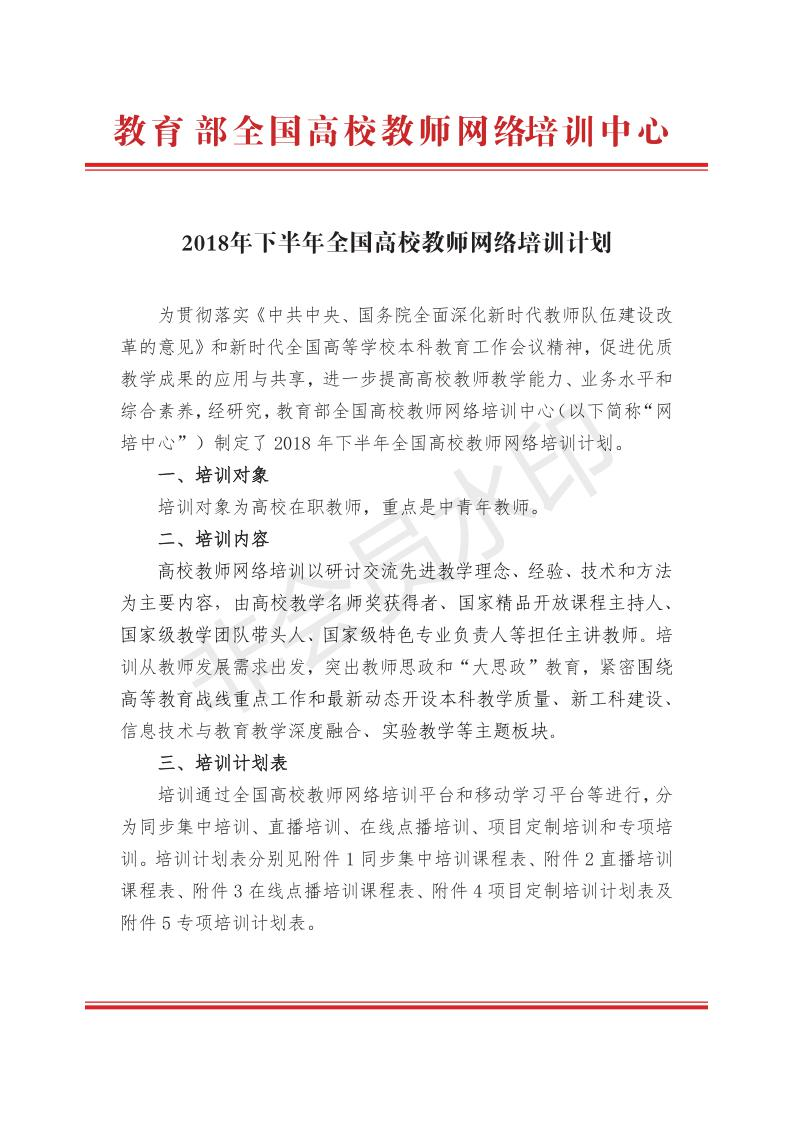 教育部全国高校教师网络培训中心
2018年下半年全国高校教师网络培训计划
为贯彻落实《中共中央、国务院全面深化新时代教师队伍建设改
革的意见》和新时代全国高等学校本科教育工作会议精神，促进优质
教学成果的应用与共享，进一步提高高校教师教学能力、业务水平和
综合素养，经研究，教育部全国高校教师网络培训中心（以下简称“网
培中心”）制定了 2018 年下半年全国高校教师网络培训计划。
一、培训对象
培训对象为高校在职教师，重点是中青年教师。
二、培训内容
高校教师网络培训以研讨交流先进教学理念、经验、技术和方法
为主要内容，由高校教学名师奖获得者、国家精品开放课程主持人、
国家级教学团队带头人、国家级特色专业负责人等担任主讲教师。培
训从教师发展需求出发，突出教师思政和“大思政”教育，紧密围绕
高等教育战线重点工作和最新动态开设本科教学质量、新工科建设、
信息技术与教育教学深度融合、实验教学等主题板块。
三、培训计划表
培训通过全国高校教师网络培训平台和移动学习平台等进行，分
为同步集中培训、直播培训、在线点播培训、项目定制培训和专项培
训。培训计划表分别见附件 1 同步集中培训课程表、附件 2 直播培训
课程表、附件 3 在线点播培训课程表、附件 4 项目定制培训计划表及
附件 5 专项培训计划表。
非会员水印